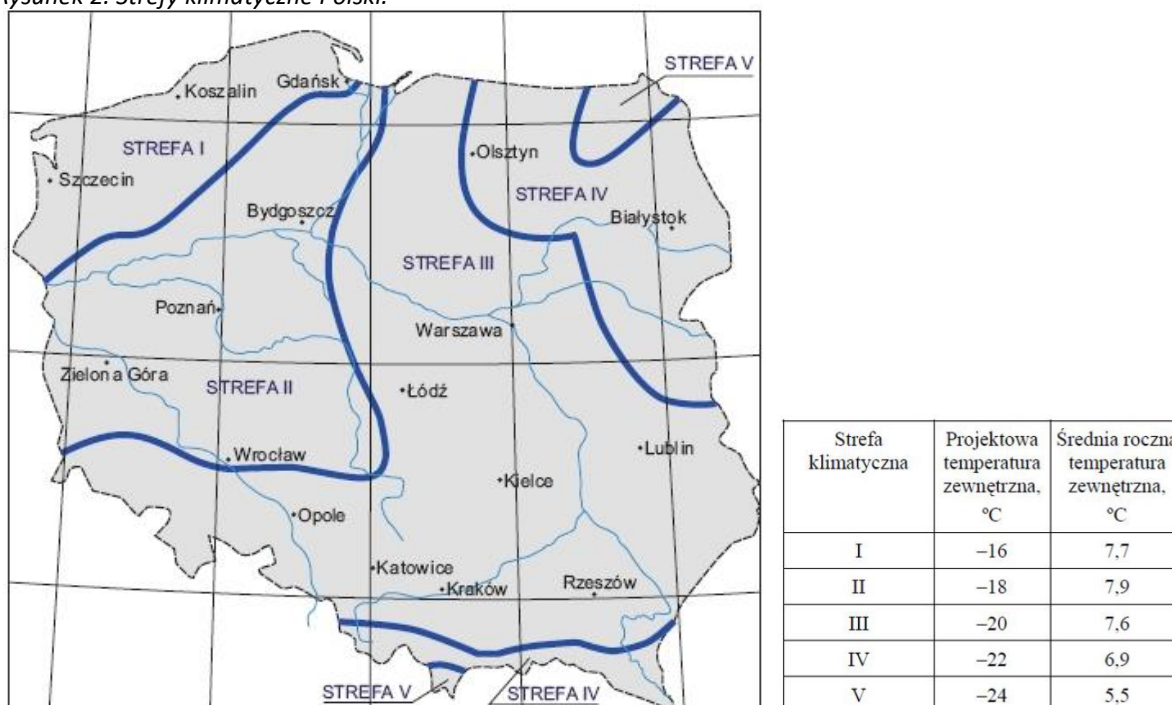 Rysunek 2. Strefy klimatyczne Polski.
STREFA V
Gdańsk
Koszalin
STREFA I
Olsztyn
Szczecin
STREFA IV
Bydgoszcz
Białystok
STREFA III
Poznań
Warszawa
Zielona Góra
STREFA II
Łódź
Wrocław
Lublin
Kielce
Opole
Katowice
Kraków
Rzeszów
STREFA V
STREFA IV
Strefa klimatyczna | Projektowa temperatura zewnętrzna, ºC | Średnia roczna temperatura zewnętrzna, ºC
I | –16 | 7,7
II | –18 | 7,9
III | –20 | 7,6
IV | –22 | 6,9
V | –24 | 5,5